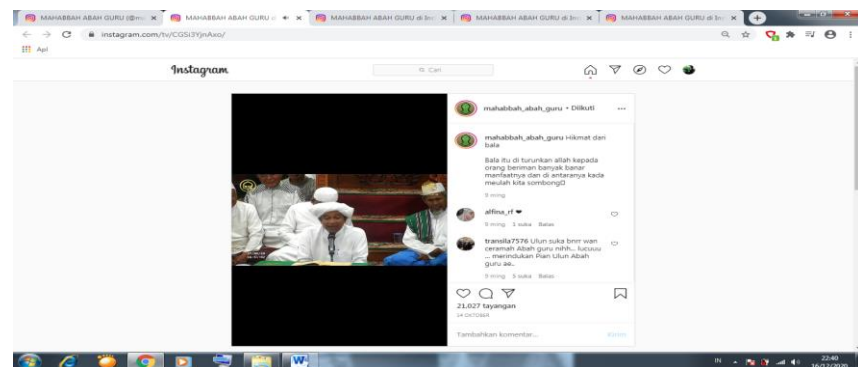 MAHABBAH ABAH GURU (@m
MAHABBAH ABAH GURU
MAHABBAH ABAH GURU di In
MAHABBAH ABAH GURU di In
MAHABBAH ABAH GURU di In
instagram.com/tv/CGSi3YjnAxo/
Apl
Instagram
Cari
mahabbah_abah_guru • Diikuti
mahabbah_abah_guru Hikmat dari
bala
Bala itu di turunkan allah kepada
orang beriman banyak banar
manfaatnya dan di antaranya kada
meulah kita sombong
9 ming
alfina_rf
9 ming 1 suka Balas
transila7576 Ulun suka bnrr wan
ceramah Abah guru nihh... lucuuu
... merindukan Pian Ulun Abah
guru ae..
9 ming 5 suka Balas
21.027 tayangan
14 OKTOBER
Tambahkan komentar...
Kirim
IN
22:40
16/12/2020